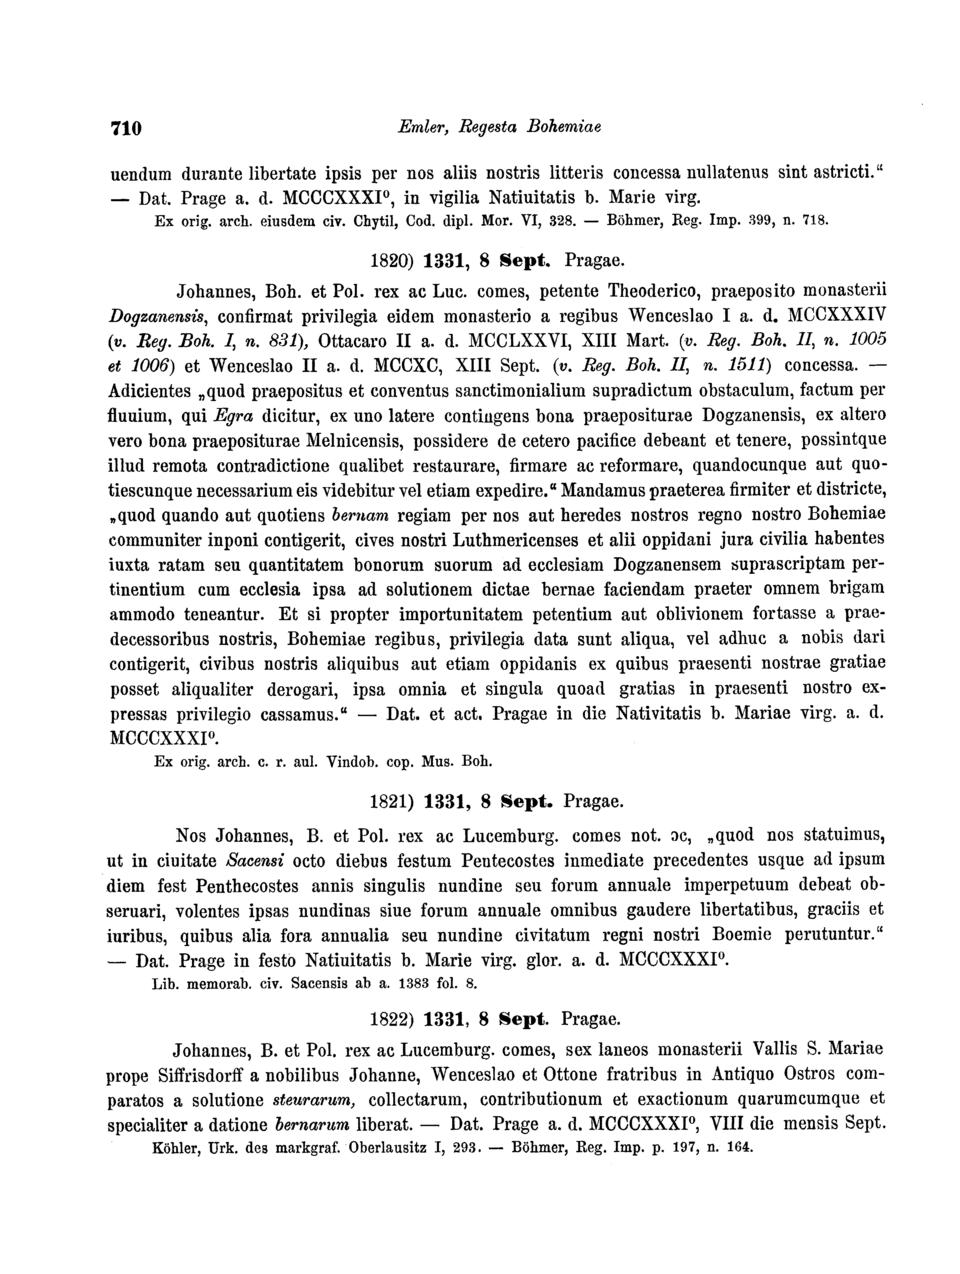 710 Emler, Regesta Bohemiae
uendum durante libertate ipsis per nos aliis nostris litteris concessa nullatenus sint astricti.“
— Dat. Prage a. d. MCCCXXXI⁰, in vigilia Natiuitatis b. Marie virg.
Ex orig. arch. eiusdem civ. Chytil, Cod. dipl. Mor. VI, 328. — Böhmer, Reg. Imp. 399, n. 718.
1820) 1331, 8 Sept. Pragae.
Johannes, Boh. et Pol. rex ac Luc. comes, petente Theoderico, praeposito monasterii
Dogzanensis, confirmat privilegia eidem monasterio a regibus Wenceslao I a. d. MCCXXXIV
(v. Reg. Boh. I, n. 831), Ottacaro II a. d. MCCLXXVI, XIII Mart. (v. Reg. Boh. II, n. 1005
et 1006) et Wenceslao II a. d. MCCXC, XIII Sept. (v. Reg. Boh. II, n. 1511) concessa. —
Adicientes „quod praepositus et conventus sanctimonialium supradictum obstaculum, factum per
fluuium, qui Egra dicitur, ex uno latere contingens bona praepositurae Dogzanensis, ex altero
vero bona praepositurae Melnicensis, possidere de cetero pacifice debeant et tenere, possintque
illud remota contradictione qualibet restaurare, firmare ac reformare, quandocunque aut quo-
tiescunque necessarium eis videbitur vel etiam expedire.“ Mandamus praeterea firmiter et districte,
„quod quando aut quotiens bernam regiam per nos aut heredes nostros regno nostro Bohemiae
communiter inponi contigerit, cives nostri Luthmericenses et alii oppidani jura civilia habentes
iuxta ratam seu quantitatem bonorum suorum ad ecclesiam Dogzanensem suprascriptam per-
tinentium cum ecclesia ipsa ad solutionem dictae bernae faciendam praeter omnem brigam
ammodo teneantur. Et si propter importunitatem petentium aut oblivionem fortasse a prae-
decessoribus nostris, Bohemiae regibus, privilegia data sunt aliqua, vel adhuc a nobis dari
contigerit, civibus nostris aliquibus aut etiam oppidanis ex quibus praesenti nostrae gratiae
posset aliqualiter derogari, ipsa omnia et singula quoad gratias in praesenti nostro ex-
pressas privilegio cassamus.“ — Dat. et act. Pragae in die Nativitatis b. Mariae virg. a. d.
MCCCXXXI⁰.
Ex orig. arch. c. r. aul. Vindob. cop. Mus. Boh.
1821) 1331, 8 Sept. Pragae.
Nos Johannes, B. et Pol. rex ac Lucemburg. comes not. ɔc, „quod nos statuimus,
ut in ciuitate Sacensi octo diebus festum Pentecostes inmediate precedentes usque ad ipsum
diem fest Penthecostes annis singulis nundine seu forum annuale imperpetuum debeat ob-
seruari, volentes ipsas nundinas siue forum annuale omnibus gaudere libertatibus, graciis et
iuribus, quibus alia fora annualia seu nundine civitatum regni nostri Boemie perutuntur.“
— Dat. Prage in festo Natiuitatis b. Marie virg. glor. a. d. MCCCXXXI⁰.
Lib. memorab. civ. Sacensis ab a. 1383 fol. 8.
1822) 1331, 8 Sept. Pragae.
Johannes, B. et Pol. rex ac Lucemburg. comes, sex laneos monasterii Vallis S. Mariae
prope Siffrisdorff a nobilibus Johanne, Wenceslao et Ottone fratribus in Antiquo Ostros com-
paratos a solutione steurarum, collectarum, contributionum et exactionum quarumcumque et
specialiter a datione bernarum liberat. — Dat. Prage a. d. MCCCXXXI⁰, VIII die mensis Sept.
Köhler, Urk. des markgraf. Oberlausitz I, 293. — Böhmer, Reg. Imp. p. 197, n. 164.